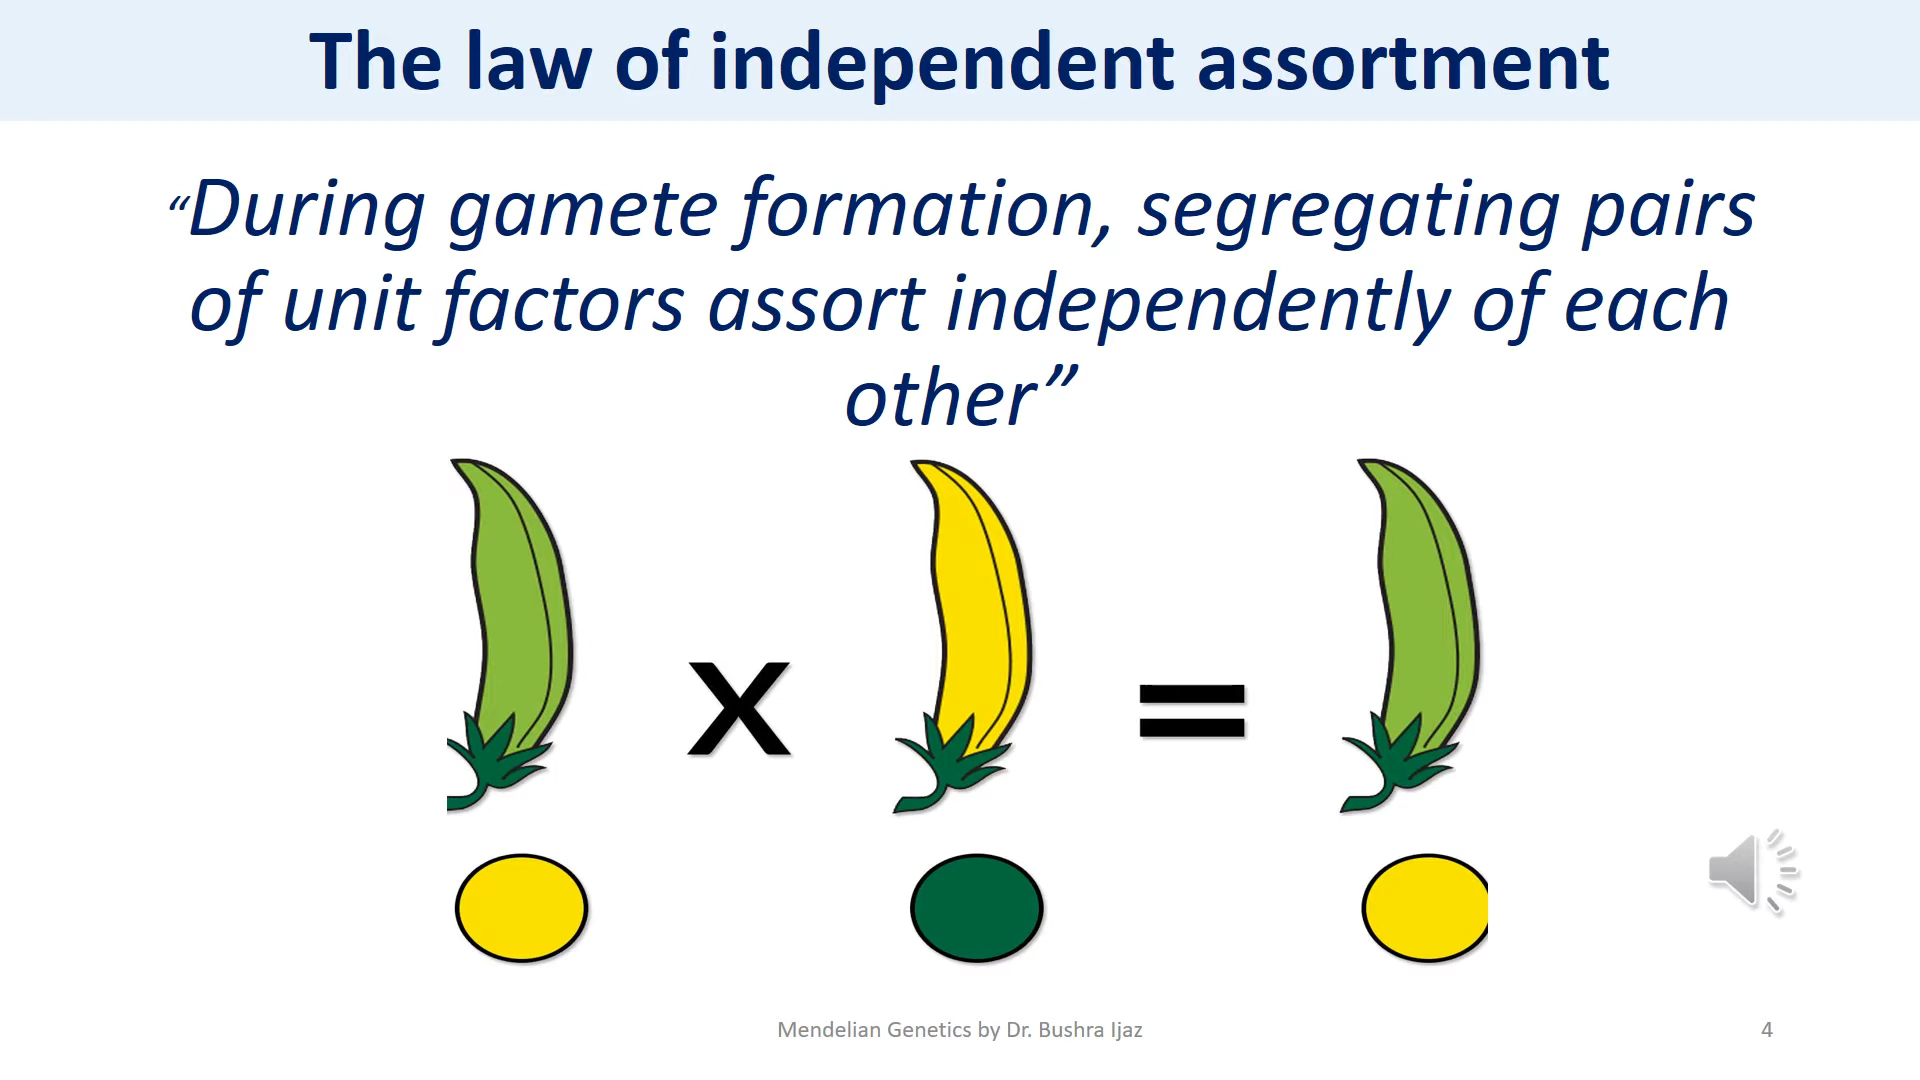 The law of independent assortment
“During gamete formation, segregating pairs
of unit factors assort independently of each
other”
x
=
Mendelian Genetics by Dr. Bushra Ijaz
4